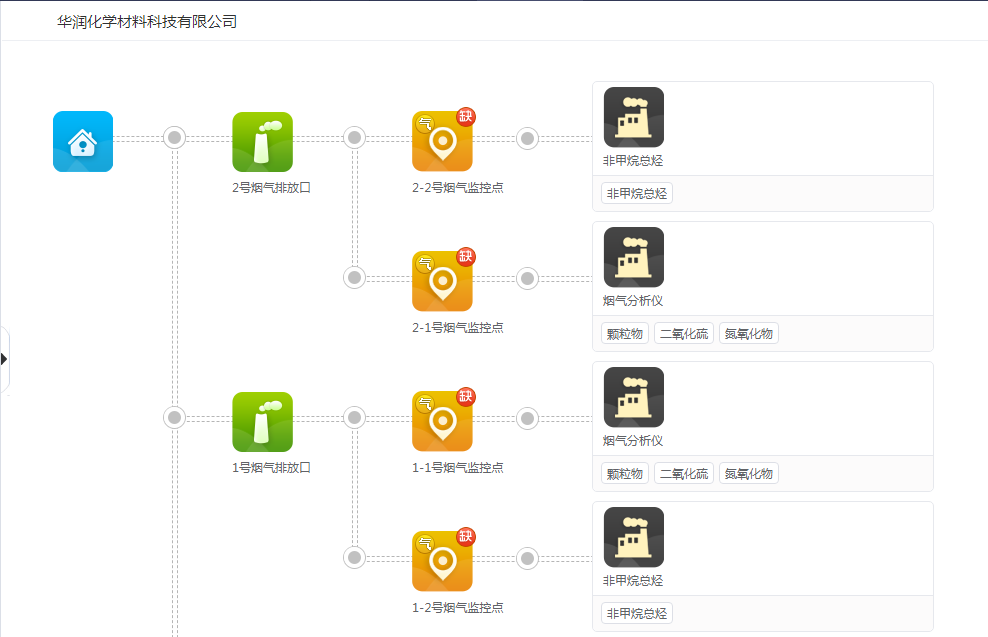 华润化学材料科技有限公司
气
缺
2号烟气排放口
2-2号烟气监控点
非甲烷总烃
非甲烷总烃
气
缺
2-1号烟气监控点
烟气分析仪
颗粒物 二氧化硫 氮氧化物
气
缺
1号烟气排放口
1-1号烟气监控点
烟气分析仪
颗粒物 二氧化硫 氮氧化物
气
缺
1-2号烟气监控点
非甲烷总烃
非甲烷总烃